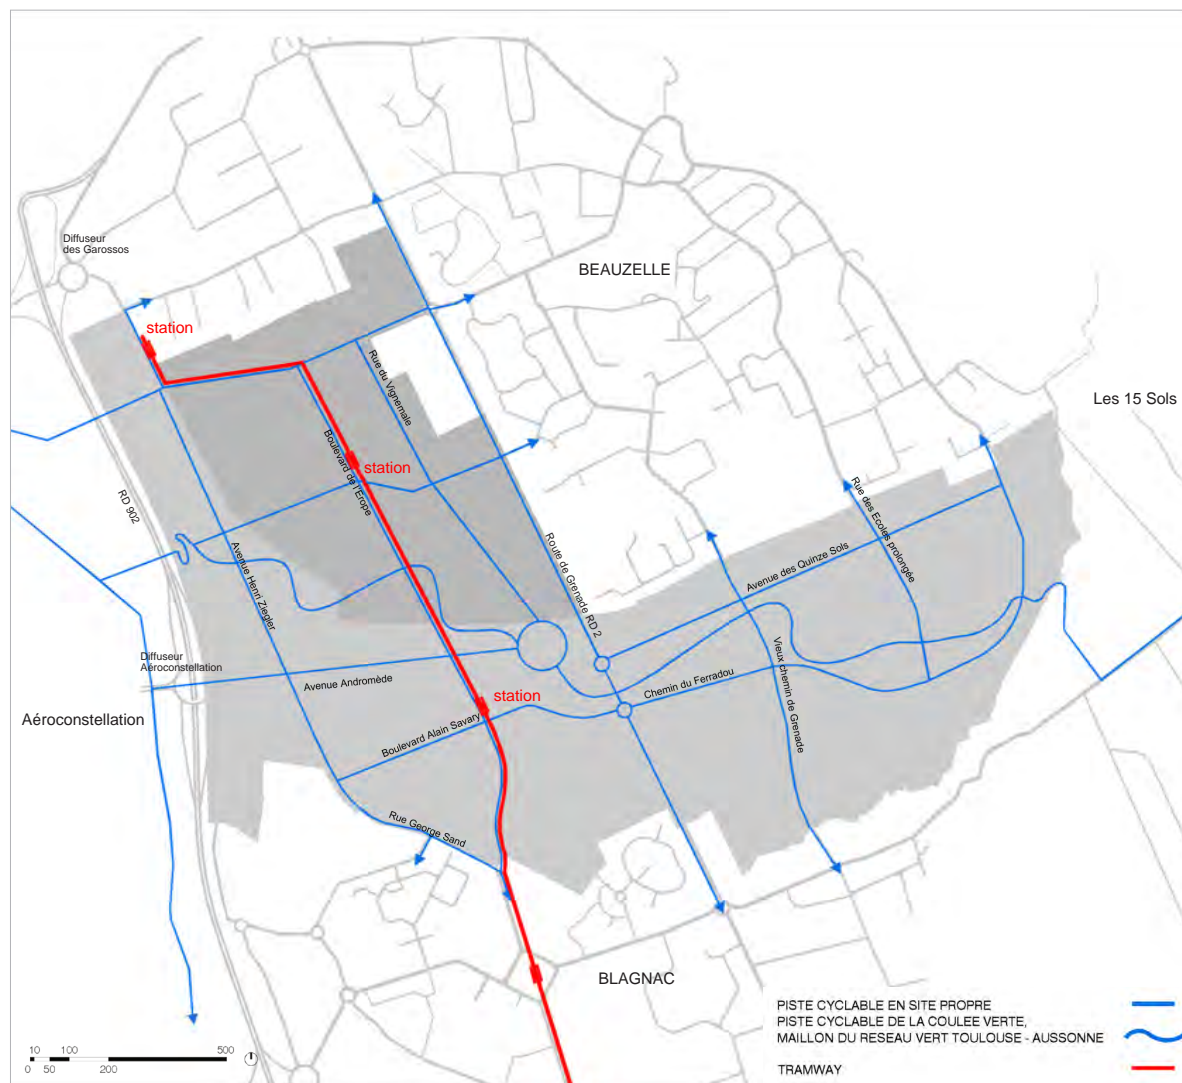 Diffuseur
des Garossos
BEAUZELLE
station
Rue du Vignemale
Les 15 Sols
Boulevard de l'Erope
station
RD 902
Rue des Ecoles prolongée
Route de Grenade RD 2
Avenue des Quinze Sols
Avenue Henri Ziegler
Vieux chemin de Grenade
Diffuseur
Aéroconstellation
Avenue Andromède
Chemin du Ferradou
station
Aéroconstellation
Boulevard Alain Savary
Rue George Sand
BLAGNAC
PISTE CYCLABLE EN SITE PROPRE
PISTE CYCLABLE DE LA COULEE VERTE,
MAILLON DU RESEAU VERT TOULOUSE - AUSSONNE
TRAMWAY
10 100 500
0 50 200